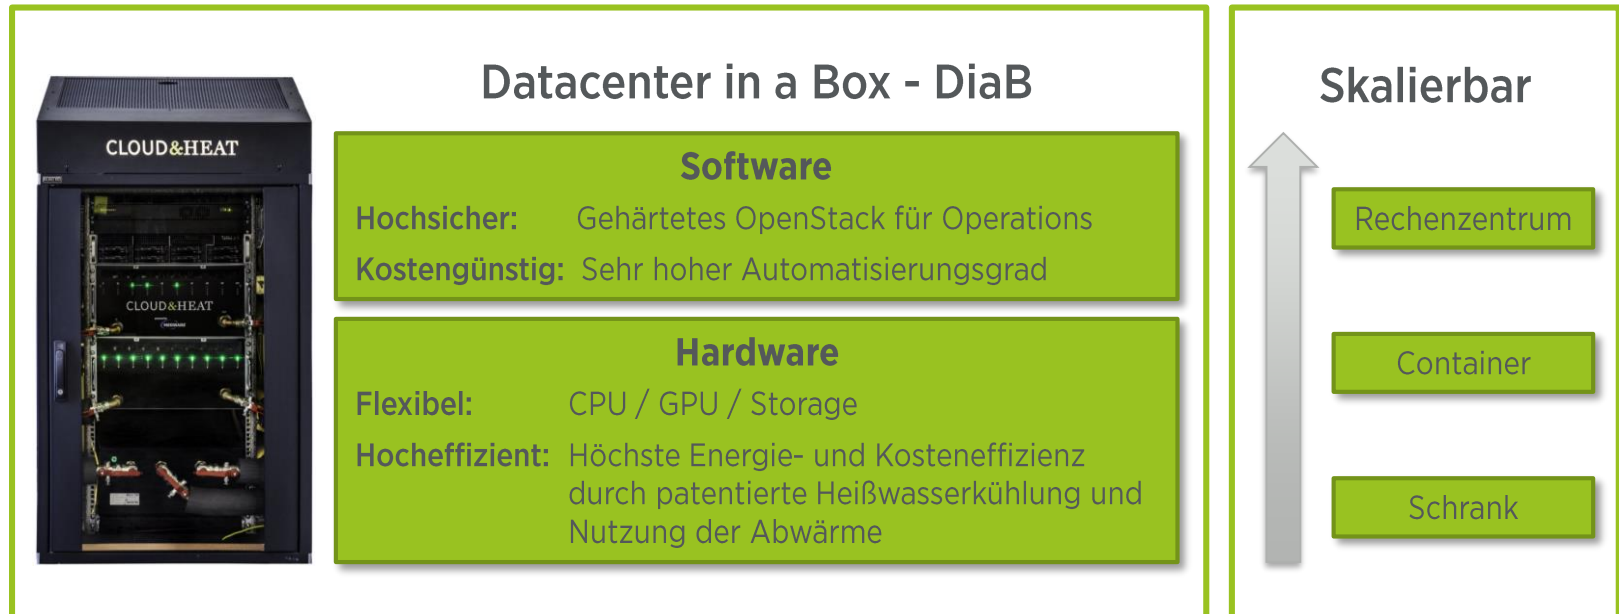 Datacenter in a Box - DiaB
CLOUD&HEAT
CLOUD&HEAT
Software
Hochsicher: Gehärtetes OpenStack für Operations
Kostengünstig: Sehr hoher Automatisierungsgrad
Hardware
Flexibel: CPU / GPU / Storage
Hocheffizient: Höchste Energie- und Kosteneffizienz
durch patentierte Heißwasserkühlung und
Nutzung der Abwärme
Skalierbar
Rechenzentrum
Container
Schrank